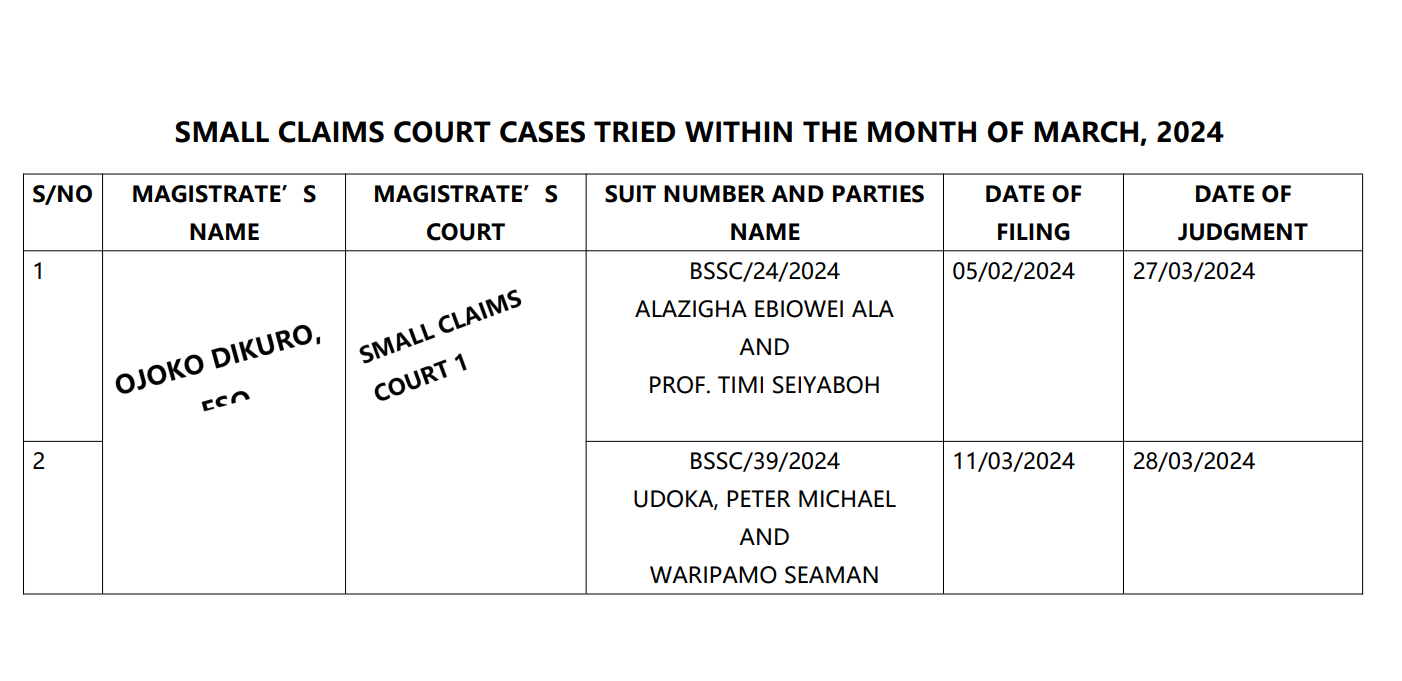 SMALL CLAIMS COURT CASES TRIED WITHIN THE MONTH OF MARCH, 2024
S/NO
MAGISTRATE’S
NAME
MAGISTRATE’S
COURT
SUIT NUMBER AND PARTIES
NAME
DATE OF
FILING
DATE OF
JUDGMENT
1
OJOKO DIKURO,
SMALL CLAIMS
COURT 1
BSSC/24/2024
ALAZIGHA EBIOWEI ALA
AND
PROF. TIMI SEIYABOH
05/02/2024
27/03/2024
2
BSSC/39/2024
UDOKA, PETER MICHAEL
AND
WARIPAMO SEAMAN
11/03/2024
28/03/2024